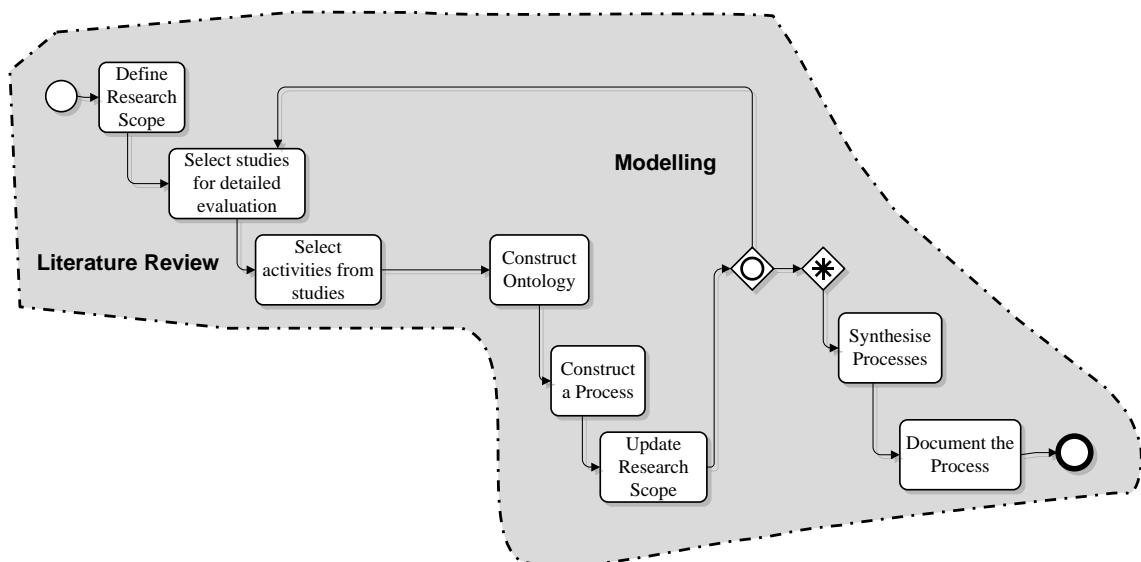 Define
Research
Scope
Select studies
for detailed
evaluation
Modelling
Literature Review
Select
activities from
studies
Construct
Ontology
Construct
a Process
Update
Research
Scope
Synthesise
Processes
Document the
Process